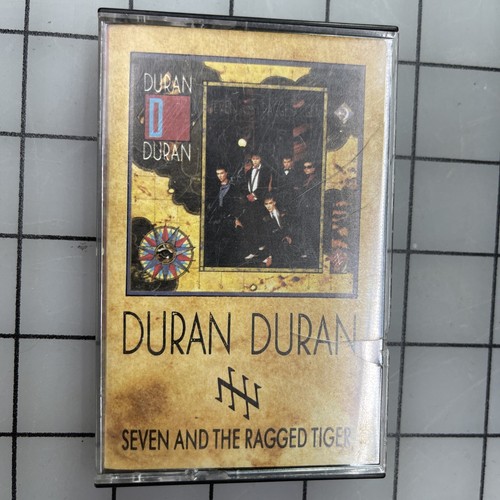 DURAN
D
DURAN
DURAN DURAN
SEVEN AND THE RAGGED TIGER